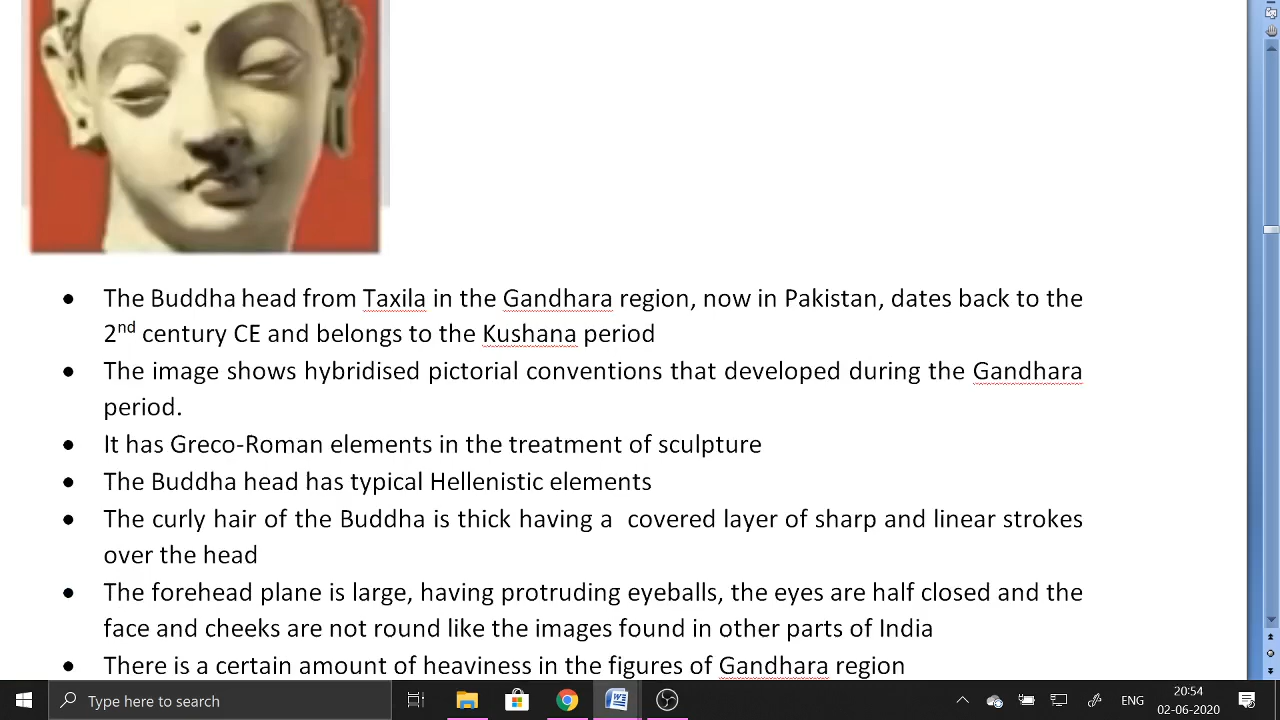 • The Buddha head from Taxila in the Gandhara region, now in Pakistan, dates back to the
2nd century CE and belongs to the Kushana period
• The image shows hybridised pictorial conventions that developed during the Gandhara
period.
• It has Greco-Roman elements in the treatment of sculpture
• The Buddha head has typical Hellenistic elements
• The curly hair of the Buddha is thick having a  covered layer of sharp and linear strokes
over the head
• The forehead plane is large, having protruding eyeballs, the eyes are half closed and the
face and cheeks are not round like the images found in other parts of India
• There is a certain amount of heaviness in the figures of Gandhara region
Type here to search
ENG
20:54
02-06-2020